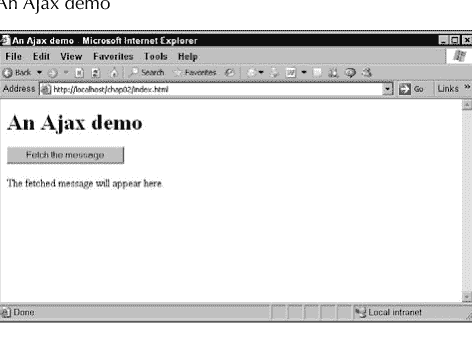 An Ajax demo
An Ajax demo Microsoft Internet Explorer
File Edit View Favorites Tools Help
Back Search Favorites
Address http://localhost/chap02/index.html Go Links »
An Ajax demo
Fetch the message
The fetched message will appear here.
Done Local intranet